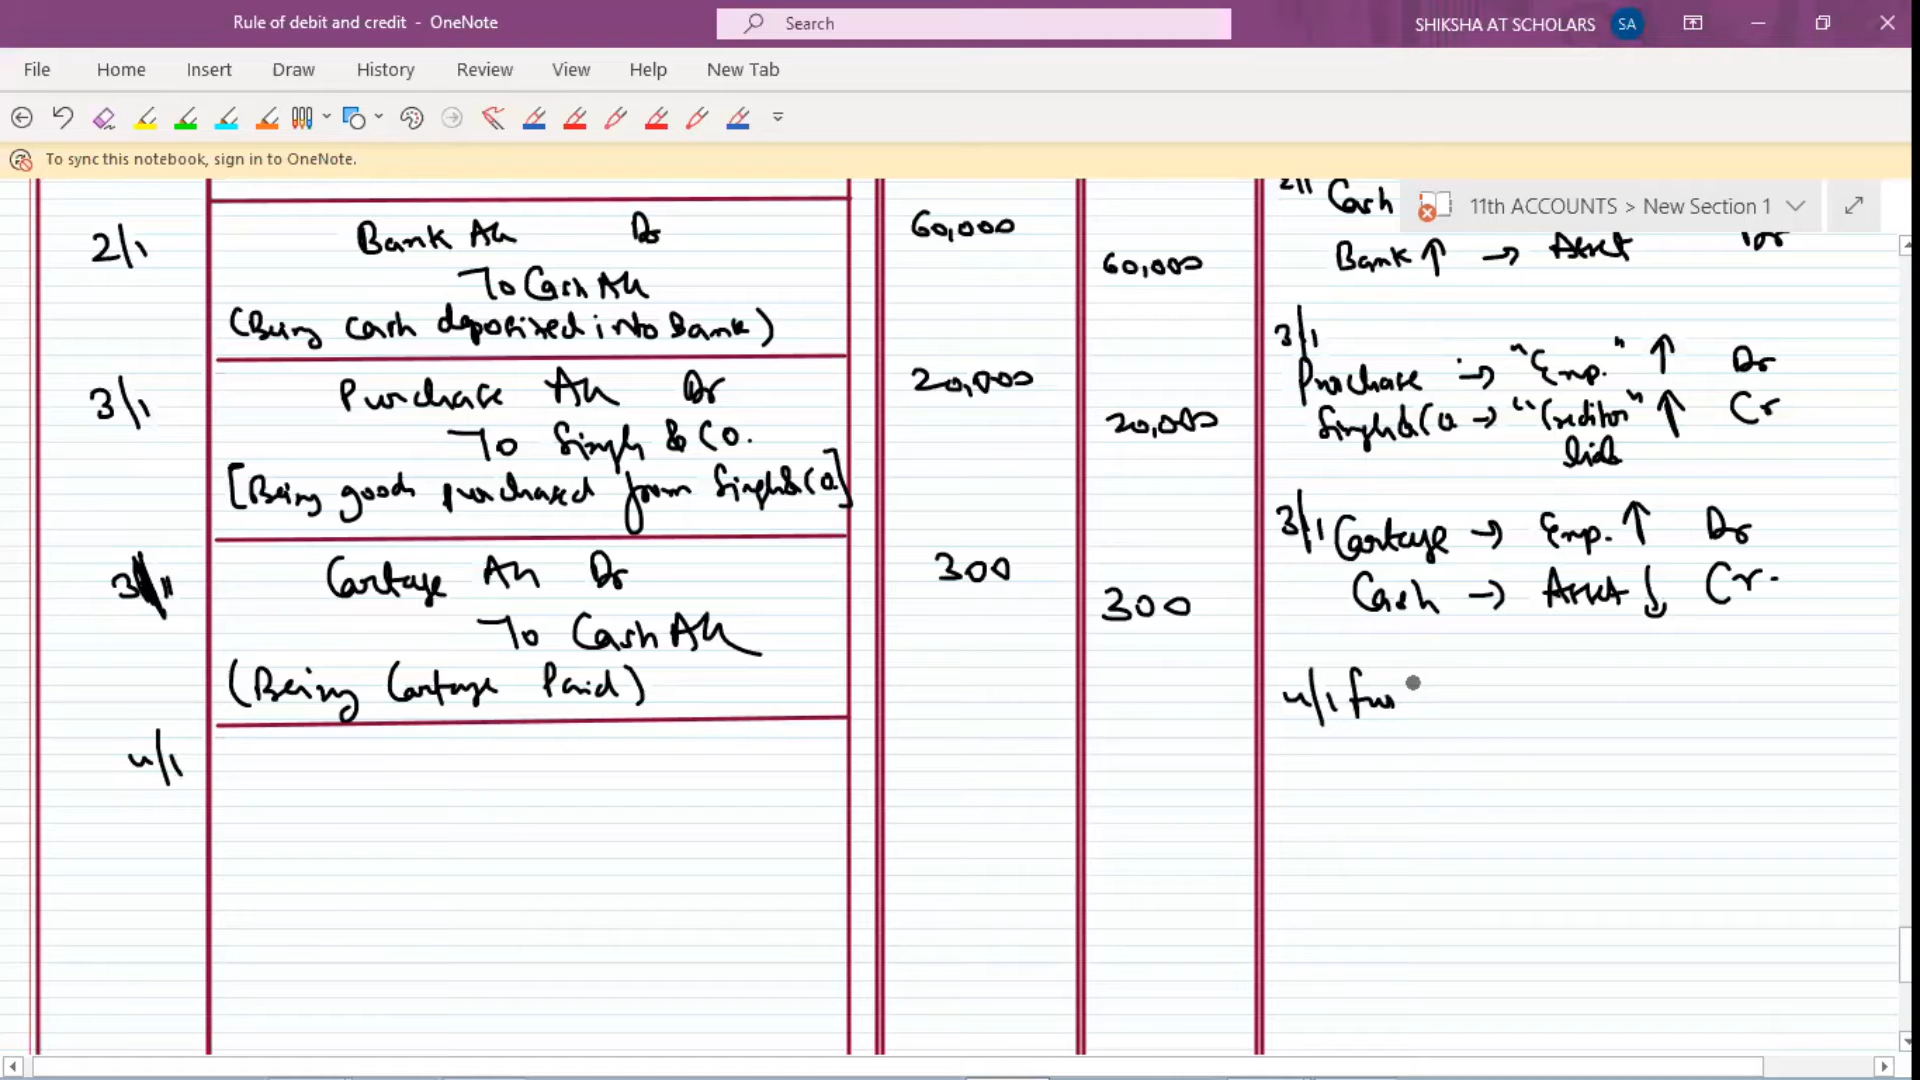 Rule of debit and credit - OneNote
Search
SHIKSHA AT SCHOLARS
SA
File Home Insert Draw History Review View Help New Tab
To sync this notebook, sign in to OneNote.
11th ACCOUNTS > New Section 1
2/1 Bank A/c Dr 60,000
To Cash A/c 60,000
(Being cash deposited into Bank)
3/1 Purchase A/c Dr 20,000
To Singh & Co. 20,000
[Being goods purchased from Singh & Co.]
3/1 Cartage A/c Dr 300
To Cash A/c 300
(Being Cartage Paid)
4/1
2/1 Cash
Bank ↑ → Asset Dr
3/1
Purchase → "Exp." ↑ Dr
Singh & Co → "Creditor" ↑ Cr
liab
3/1 Cartage → Exp. ↑ Dr
Cash → Asset ↓ Cr.
4/1 fur